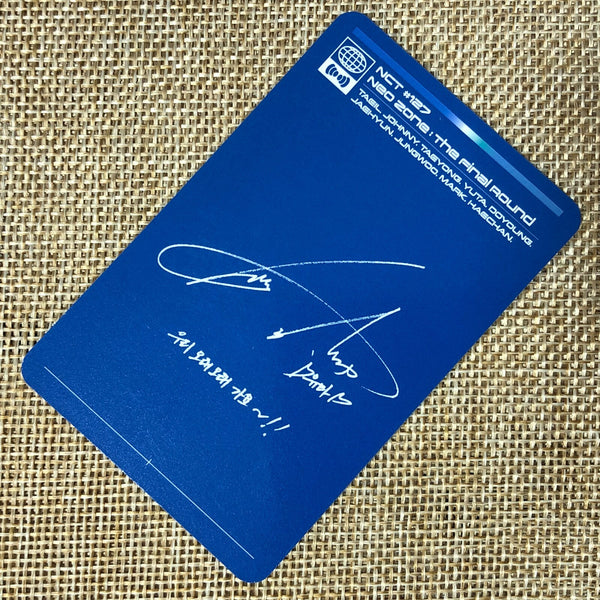 NCT #127
Neo Zone : The Final Round
TAEIL, JOHNNY, TAEYONG, YUTA, DOYOUNG,
JAEHYUN, JUNGWOO, MARK, HAECHAN.
우리 오래오래 가요 ~!!